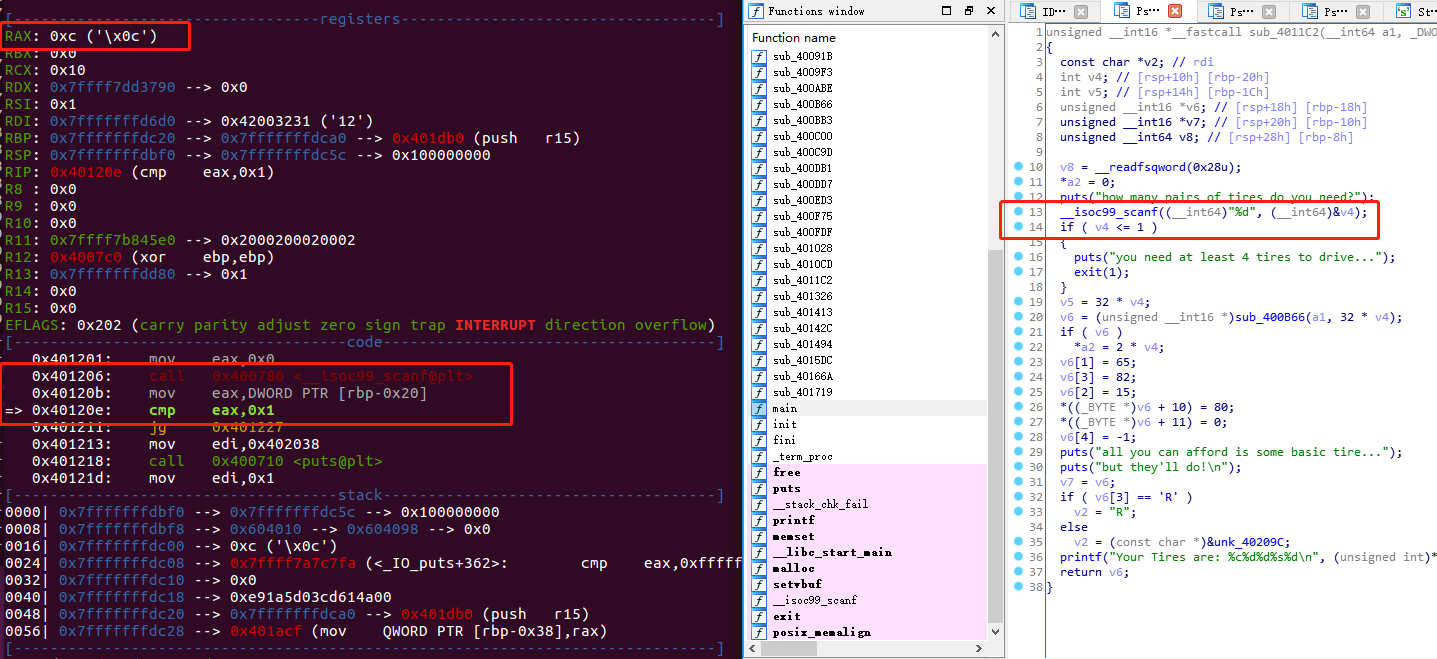 [----------------------------------registers-----------------------------------]
RAX: 0xc ('\x0c')
RBX: 0x0
RCX: 0x10
RDX: 0x7ffff7dd3790 --> 0x0
RSI: 0x1
RDI: 0x7fffffffd6d0 --> 0x42003231 ('12')
RBP: 0x7fffffffdc20 --> 0x7fffffffdca0 --> 0x401db0 (push   r15)
RSP: 0x7fffffffdbf0 --> 0x7fffffffdc5c --> 0x100000000
RIP: 0x40120e (cmp    eax,0x1)
R8 : 0x0
R9 : 0x0
R10: 0x0
R11: 0x7ffff7b845e0 --> 0x2000200020002
R12: 0x4007c0 (xor    ebp,ebp)
R13: 0x7fffffffdd80 --> 0x1
R14: 0x0
R15: 0x0
EFLAGS: 0x202 (carry parity adjust zero sign trap INTERRUPT direction overflow)
[-------------------------------------code-------------------------------------]
0x401201: mov eax,0x0
0x401206: call 0x400780 <__isoc99_scanf@plt>
0x40120b: mov eax,DWORD PTR [rbp-0x20]
=> 0x40120e: cmp eax,0x1
0x401211: jg 0x401227
0x401213: mov edi,0x402038
0x401218: call 0x400710 <puts@plt>
0x40121d: mov edi,0x1
[------------------------------------stack-------------------------------------]
0000| 0x7fffffffdbf0 --> 0x7fffffffdc5c --> 0x100000000
0008| 0x7fffffffdbf8 --> 0x604010 --> 0x604098 --> 0x0
0016| 0x7fffffffdc00 --> 0xc ('\x0c')
0024| 0x7fffffffdc08 --> 0x7ffff7a7c7fa (<_IO_puts+362>: cmp eax,0xfffff
0032| 0x7fffffffdc10 --> 0x0
0040| 0x7fffffffdc18 --> 0xe91a5d03cd614a00
0048| 0x7fffffffdc20 --> 0x7fffffffdca0 --> 0x401db0 (push   r15)
0056| 0x7fffffffdc28 --> 0x401acf (mov    QWORD PTR [rbp-0x38],rax)
[------------------------------------------------------------------------------]
Functions window
Function name
sub_40091B
sub_4009F3
sub_400ABE
sub_400B66
sub_400BB3
sub_400C00
sub_400C9D
sub_400DB1
sub_400DD7
sub_400ED3
sub_400F75
sub_400FDF
sub_401028
sub_4010CD
sub_4011C2
sub_401326
sub_401413
sub_40142C
sub_401494
sub_4015DC
sub_40166A
sub_401719
main
init
fini
_term_proc
free
puts
__stack_chk_fail
printf
memset
__libc_start_main
malloc
setvbuf
__isoc99_scanf
exit
posix_memalign
ID… Ps… Ps… Ps… St…
1 unsigned __int16 *__fastcall sub_4011C2(__int64 a1, _DWO
2 {
3 const char *v2; // rdi
4 int v4; // [rsp+10h] [rbp-20h]
5 int v5; // [rsp+14h] [rbp-1Ch]
6 unsigned __int16 *v6; // [rsp+18h] [rbp-18h]
7 unsigned __int16 *v7; // [rsp+20h] [rbp-10h]
8 unsigned __int64 v8; // [rsp+28h] [rbp-8h]
9
10 v8 = __readfsqword(0x28u);
11 *a2 = 0;
12 puts("how many pairs of tires do you need?");
13 __isoc99_scanf((__int64)"%d", (__int64)&v4);
14 if ( v4 <= 1 )
15 {
16 puts("you need at least 4 tires to drive...");
17 exit(1);
18 }
19 v5 = 32 * v4;
20 v6 = (unsigned __int16 *)sub_400B66(a1, 32 * v4);
21 if ( v6 )
22 *a2 = 2 * v4;
23 v6[1] = 65;
24 v6[3] = 82;
25 v6[2] = 15;
26 *((_BYTE *)v6 + 10) = 80;
27 *((_BYTE *)v6 + 11) = 0;
28 v6[4] = -1;
29 puts("all you can afford is some basic tire...");
30 puts("but they'll do!\n");
31 v7 = v6;
32 if ( v6[3] == 'R' )
33 v2 = "R";
34 else
35 v2 = (const char *)&unk_40209C;
36 printf("Your Tires are: %c%d%d%s%d\n", (unsigned int)*
37 return v6;
38 }